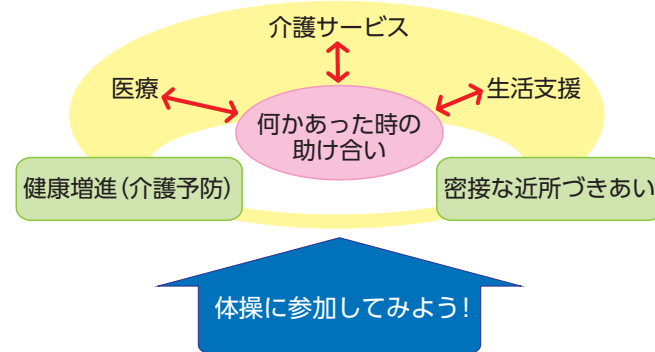 介護サービス
医療
生活支援
何かあった時の
助け合い
健康増進(介護予防)
密接な近所づきあい
体操に参加してみよう!